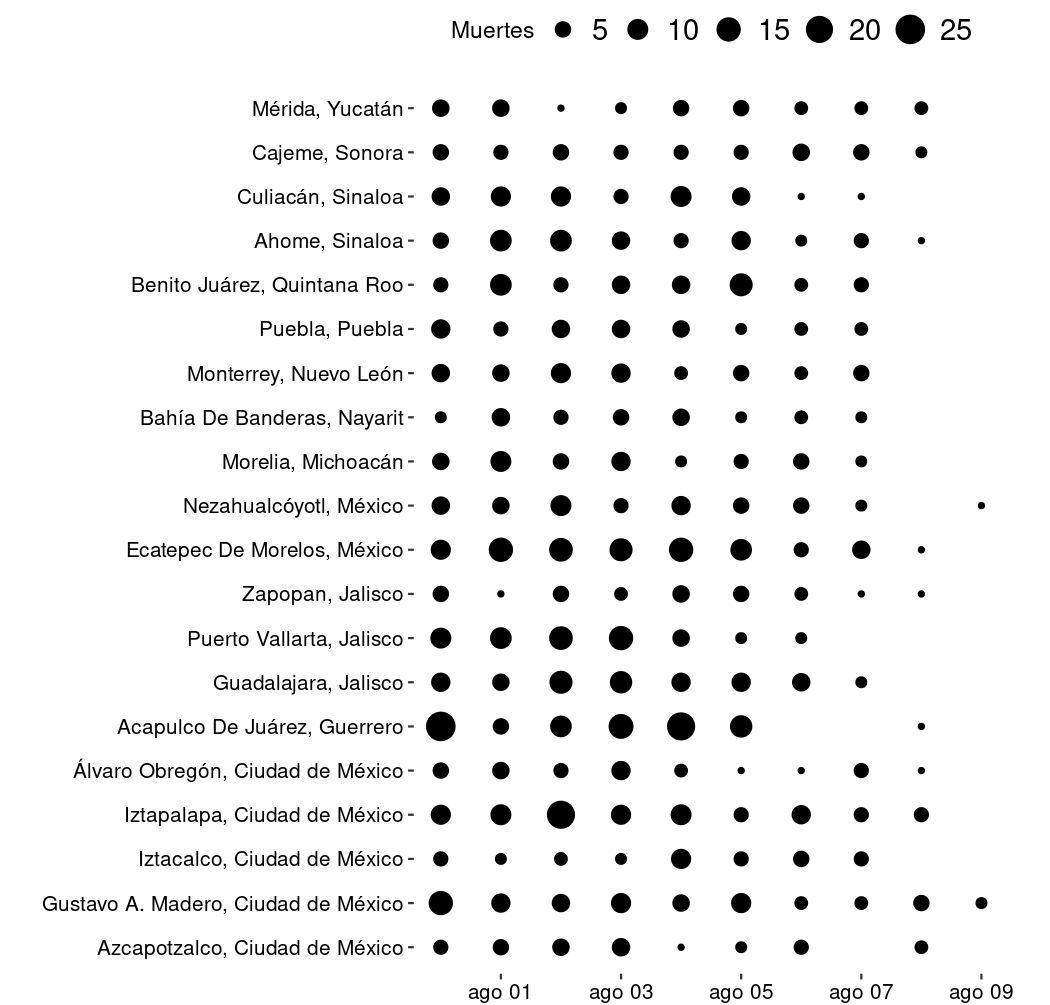 Muertes 5 10 15 20 25
Mérida, Yucatán
Cajeme, Sonora
Culiacán, Sinaloa
Ahome, Sinaloa
Benito Juárez, Quintana Roo
Puebla, Puebla
Monterrey, Nuevo León
Bahía De Banderas, Nayarit
Morelia, Michoacán
Nezahualcóyotl, México
Ecatepec De Morelos, México
Zapopan, Jalisco
Puerto Vallarta, Jalisco
Guadalajara, Jalisco
Acapulco De Juárez, Guerrero
Álvaro Obregón, Ciudad de México
Iztapalapa, Ciudad de México
Iztacalco, Ciudad de México
Gustavo A. Madero, Ciudad de México
Azcapotzalco, Ciudad de México
ago 01 ago 03 ago 05 ago 07 ago 09